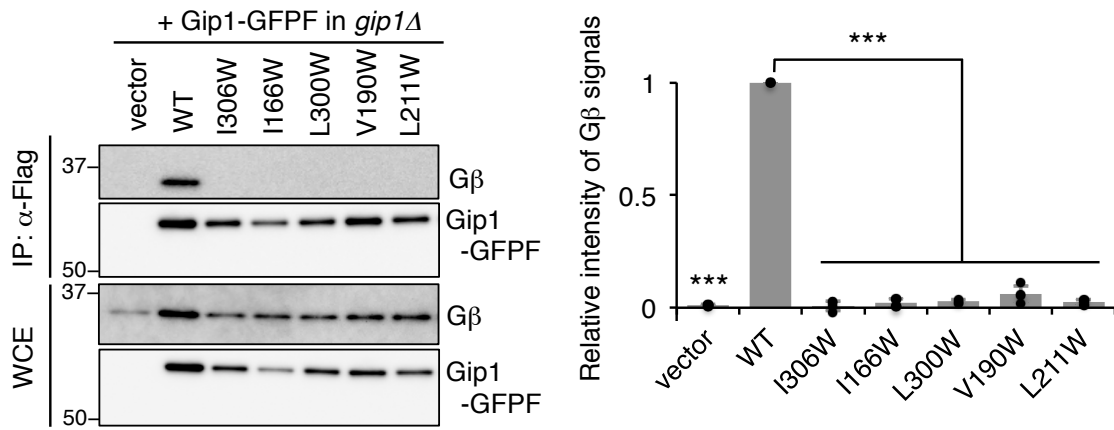 + Gip1-GFPF in gip1Δ
vector
WT
I306W
I166W
L300W
V190W
L211W
IP: α-Flag
37
Gβ
Gip1
-GFPF
50
WCE
37
Gβ
Gip1
-GFPF
50
Relative intensity of Gβ signals
1
0.5
0
***
***
vector
WT
I306W
I166W
L300W
V190W
L211W